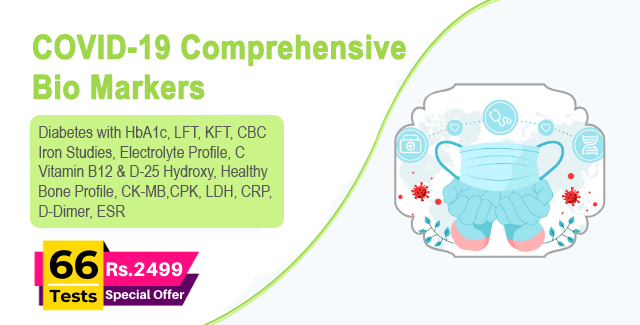 COVID-19 Comprehensive
Bio Markers
Diabetes with HbA1c, LFT, KFT, CBC
Iron Studies, Electrolyte Profile, C
Vitamin B12 & D-25 Hydroxy, Healthy
Bone Profile, CK-MB,CPK, LDH, CRP,
D-Dimer, ESR
66
Tests
Rs.2499
Special Offer